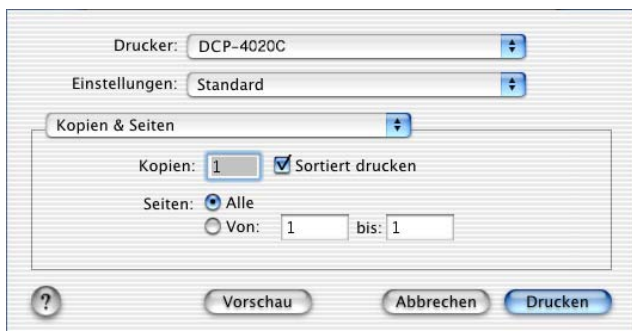 Drucker: DCP-4020C
Einstellungen: Standard
Kopien & Seiten
Kopien: 1 Sortiert drucken
Seiten: Alle
Von: 1 bis: 1
? Vorschau Abbrechen Drucken